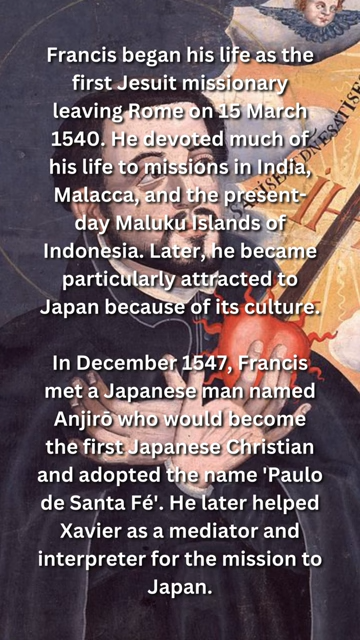 Francis began his life as the
first Jesuit missionary
leaving Rome on 15 March
1540. He devoted much of
his life to missions in India,
Malacca, and the present-
day Maluku Islands of
Indonesia. Later, he became
particularly attracted to
Japan because of its culture.
In December 1547, Francis
met a Japanese man named
Anjirō who would become
the first Japanese Christian
and adopted the name 'Paulo
de Santa Fé'. He later helped
Xavier as a mediator and
interpreter for the mission to
Japan.